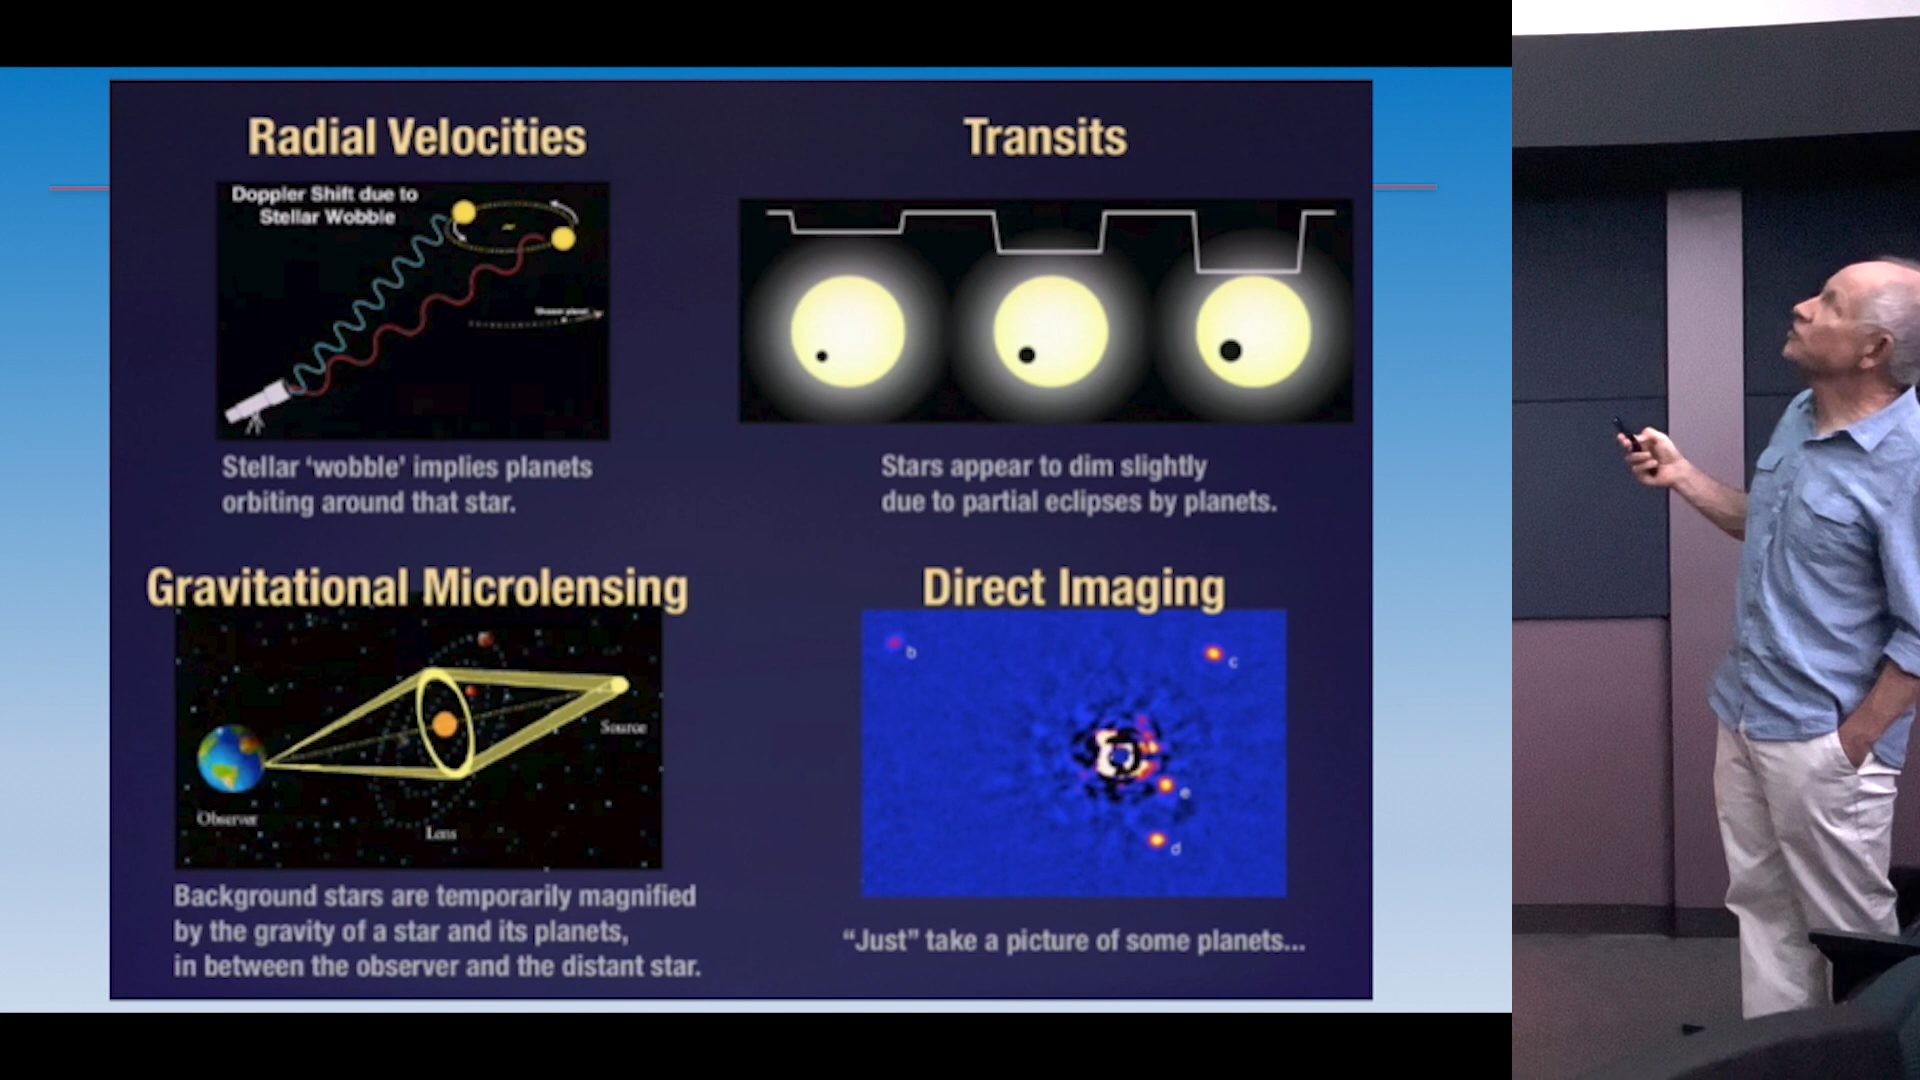 Radial Velocities
Doppler Shift due to
Stellar Wobble
Unseen planet
Stellar ‘wobble’ implies planets
orbiting around that star.
Transits
Stars appear to dim slightly
due to partial eclipses by planets.
Gravitational Microlensing
Observer
Lens
Source
Background stars are temporarily magnified
by the gravity of a star and its planets,
in between the observer and the distant star.
Direct Imaging
b
c
e
d
“Just” take a picture of some planets...